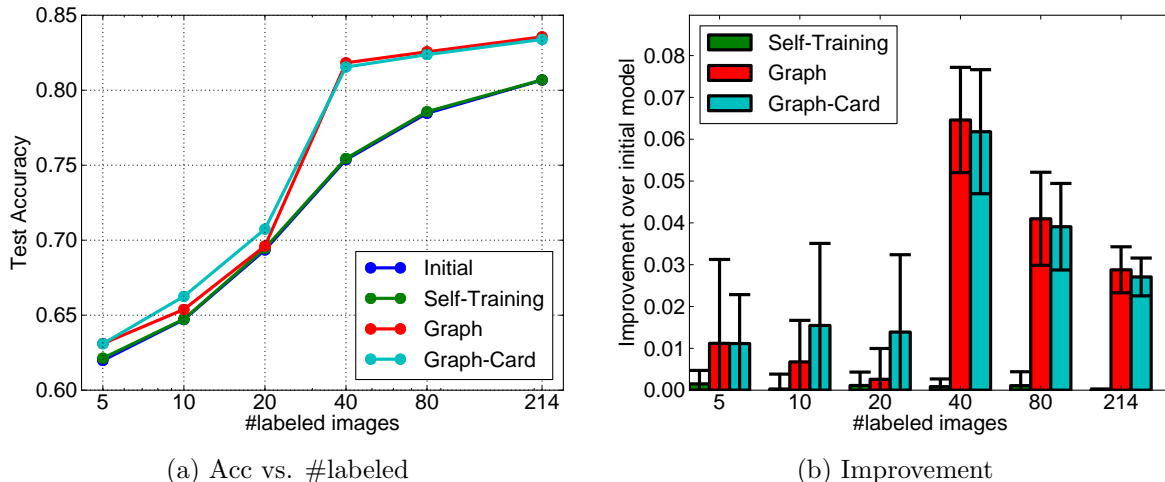 0.85
0.80
0.75
0.70
0.65
0.60
Test Accuracy
5 10 20 40 80 214
#labeled images
Initial
Self-Training
Graph
Graph-Card
(a) Acc vs. #labeled
0.08
0.07
0.06
0.05
0.04
0.03
0.02
0.01
0.00
Improvement over initial model
5 10 20 40 80 214
#labeled images
Self-Training
Graph
Graph-Card
(b) Improvement